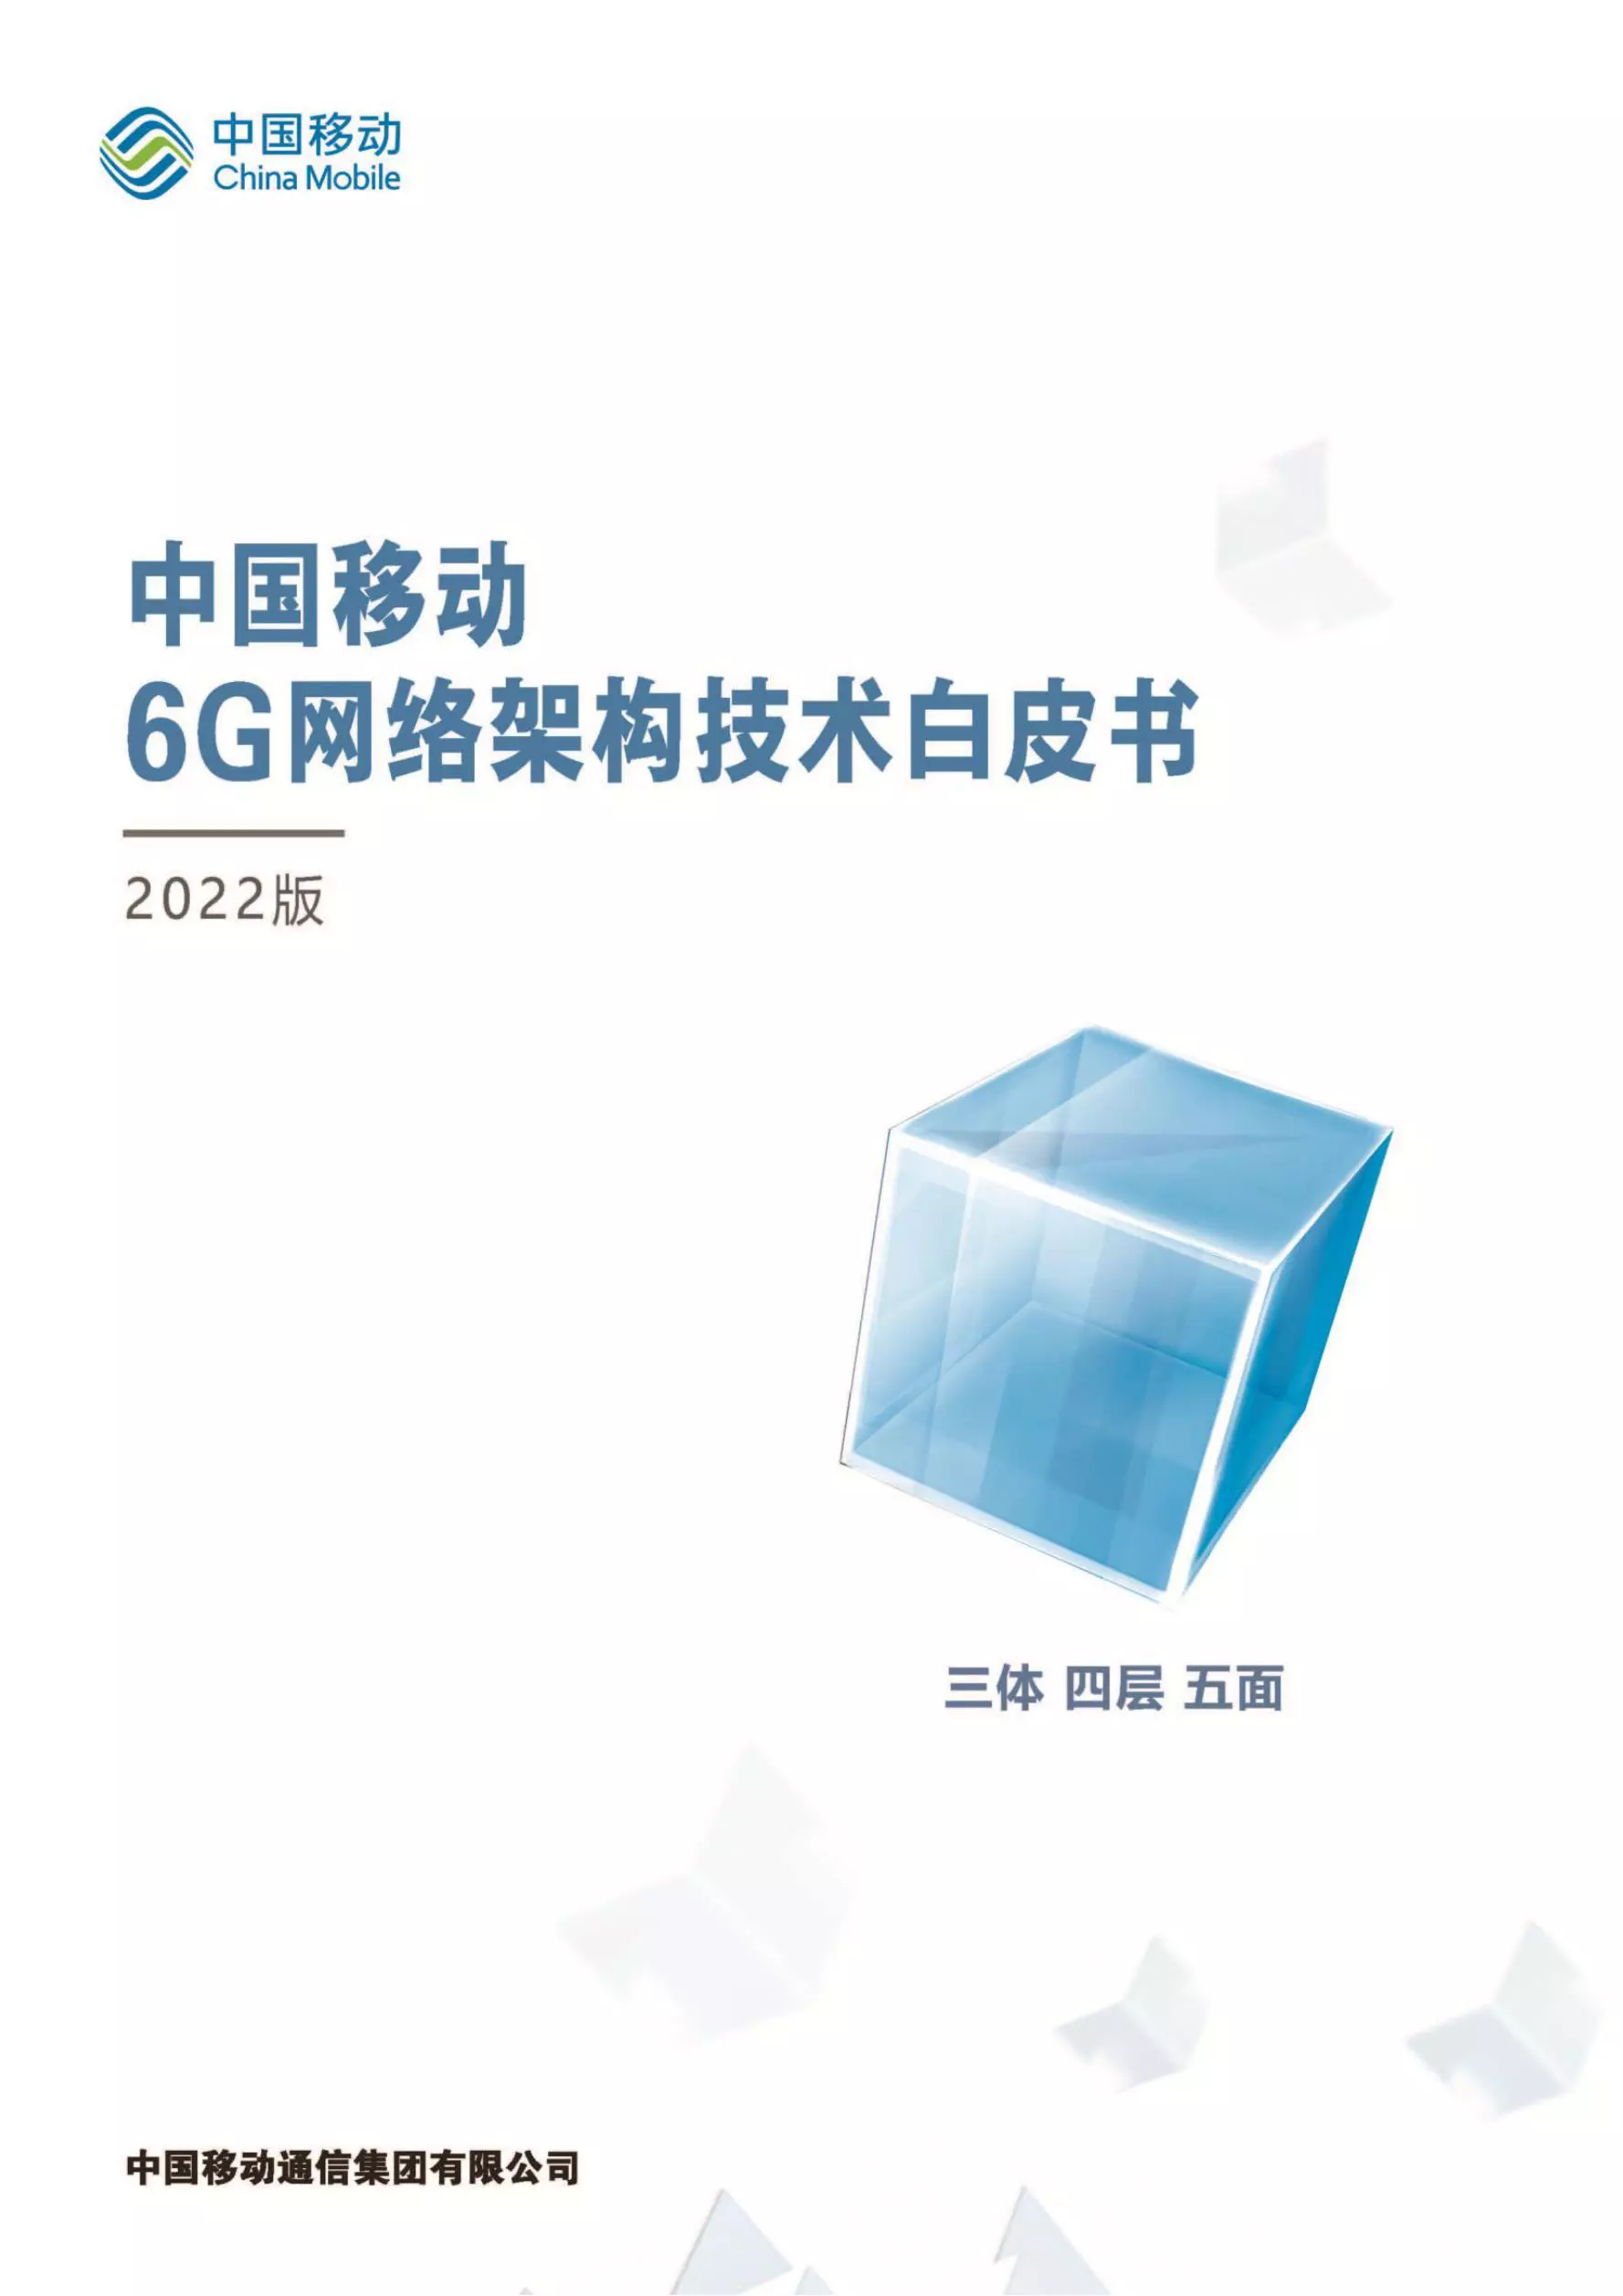 中国移动
China Mobile
中国移动
6G网络架构技术白皮书
2022版
三体 四层 五面
中国移动通信集团有限公司